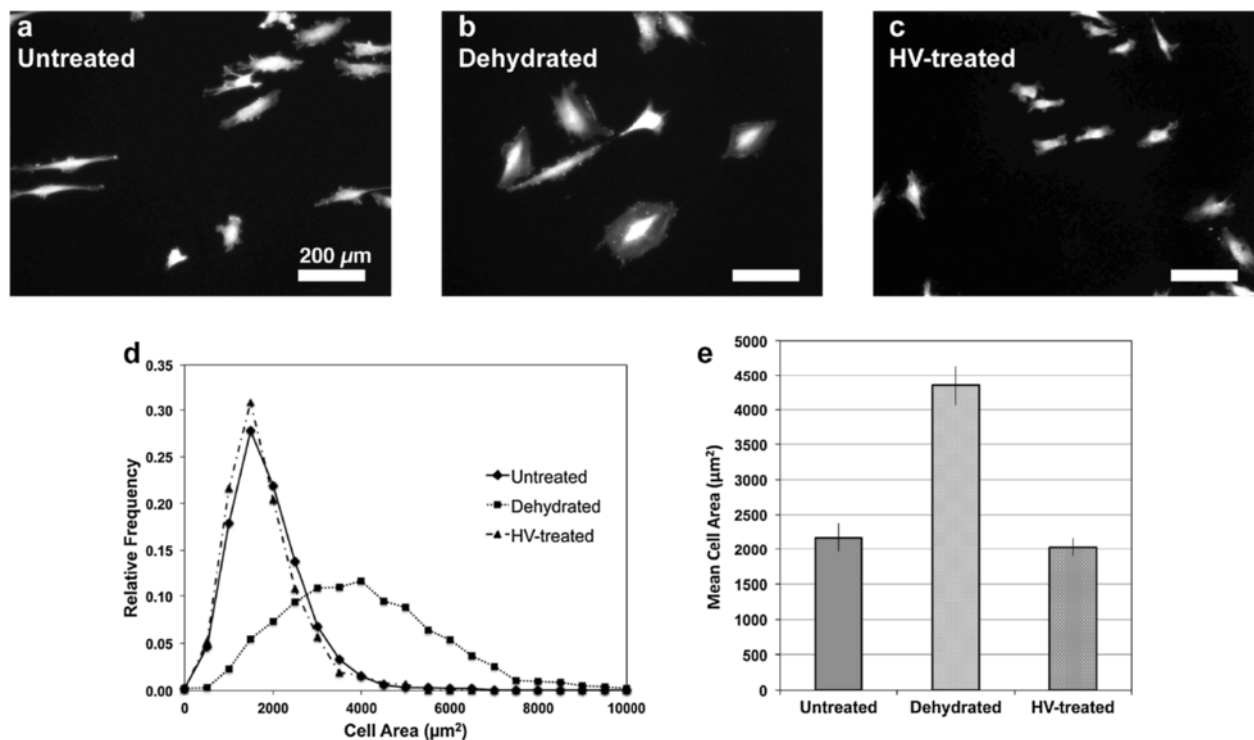 a
Untreated
200 µm
b
Dehydrated
c
HV-treated
d
0.35
0.30
0.25
0.20
0.15
0.10
0.05
0.00
Relative Frequency
0 2000 4000 6000 8000 10000
Cell Area (µm²)
Untreated
Dehydrated
HV-treated
e
5000
4500
4000
3500
3000
2500
2000
1500
1000
500
0
Mean Cell Area (µm²)
Untreated Dehydrated HV-treated